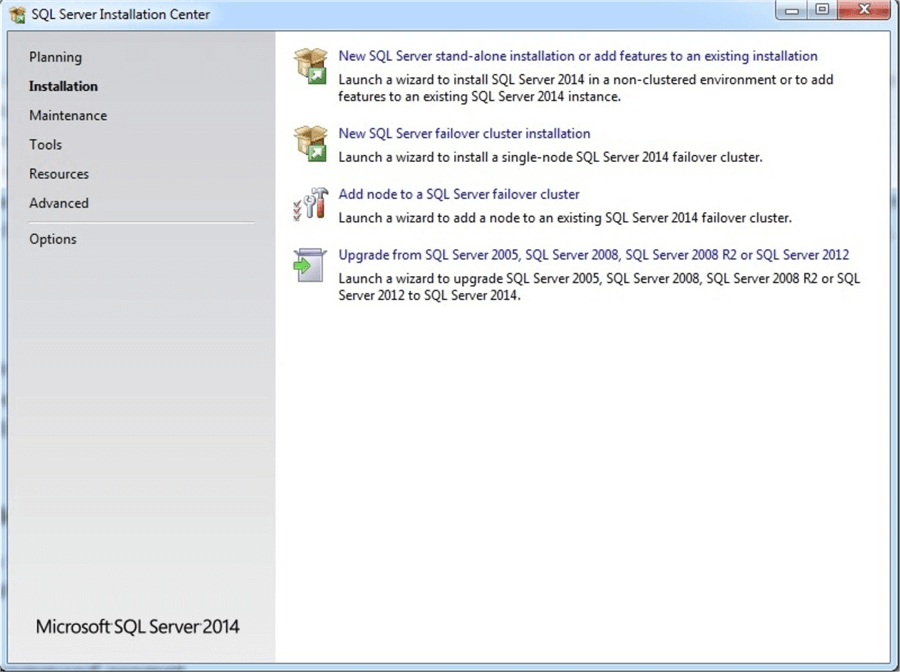 SQL Server Installation Center
Planning
Installation
Maintenance
Tools
Resources
Advanced
Options
New SQL Server stand-alone installation or add features to an existing installation
Launch a wizard to install SQL Server 2014 in a non-clustered environment or to add
features to an existing SQL Server 2014 instance.
New SQL Server failover cluster installation
Launch a wizard to install a single-node SQL Server 2014 failover cluster.
Add node to a SQL Server failover cluster
Launch a wizard to add a node to an existing SQL Server 2014 failover cluster.
Upgrade from SQL Server 2005, SQL Server 2008, SQL Server 2008 R2 or SQL Server 2012
Launch a wizard to upgrade SQL Server 2005, SQL Server 2008, SQL Server 2008 R2 or SQL
Server 2012 to SQL Server 2014.
Microsoft SQL Server 2014